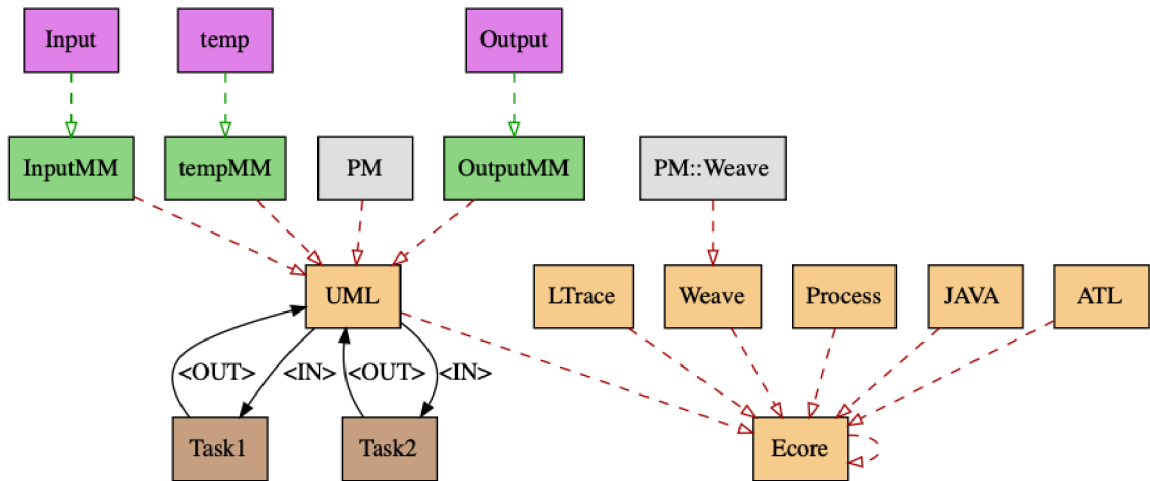 Input
temp
Output
InputMM
tempMM
PM
OutputMM
PM::Weave
UML
LTrace
Weave
Process
JAVA
ATL
<OUT>
<IN>
<OUT>
<IN>
Task1
Task2
Ecore